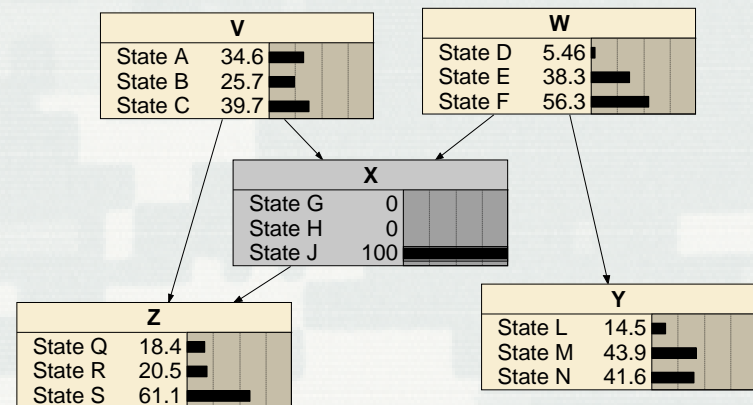 V
State A 34.6
State B 25.7
State C 39.7
W
State D 5.46
State E 38.3
State F 56.3
X
State G 0
State H 0
State J 100
Z
State Q 18.4
State R 20.5
State S 61.1
Y
State L 14.5
State M 43.9
State N 41.6